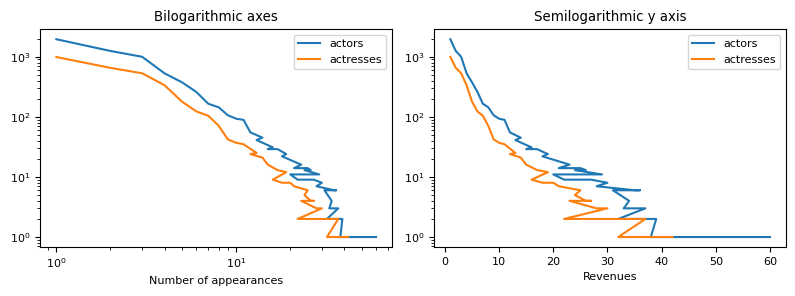 Bilogarithmic axes
actors
actresses
10³
10²
10¹
10⁰
10⁰ 10¹
Number of appearances
Semilogarithmic y axis
actors
actresses
10³
10²
10¹
10⁰
0 10 20 30 40 50 60
Revenues